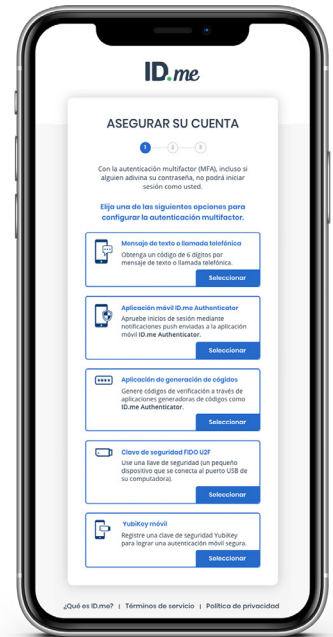 ID.me
ASEGURAR SU CUENTA
1 2 3
Con la autenticación multifactor (MFA), incluso si
alguien adivina su contraseña, no podrá iniciar
sesión como usted.
Elija una de las siguientes opciones para
configurar la autenticación multifactor.
Mensaje de texto o llamada telefónica
Obtenga un código de 6 dígitos por
mensaje de texto o llamada telefónica.
Seleccionar
Aplicación móvil ID.me Authenticator
Apruebe inicios de sesión mediante
notificaciones push enviadas a la aplicación
móvil ID.me Authenticator.
Seleccionar
Aplicación de generación de cógidos
Genere códigos de verificación a través de
aplicaciones generadoras de códigos como
ID.me Authenticator.
Seleccionar
Clave de seguridad FIDO U2F
Use una llave de seguridad (un pequeño
dispositivo que se conecta al puerto USB de
su computadora).
Seleccionar
YubiKey móvil
Registre una clave de seguridad YubiKey
para lograr una autenticación móvil segura.
Seleccionar
¿Qué es ID.me? | Términos de servicio | Política de privacidad